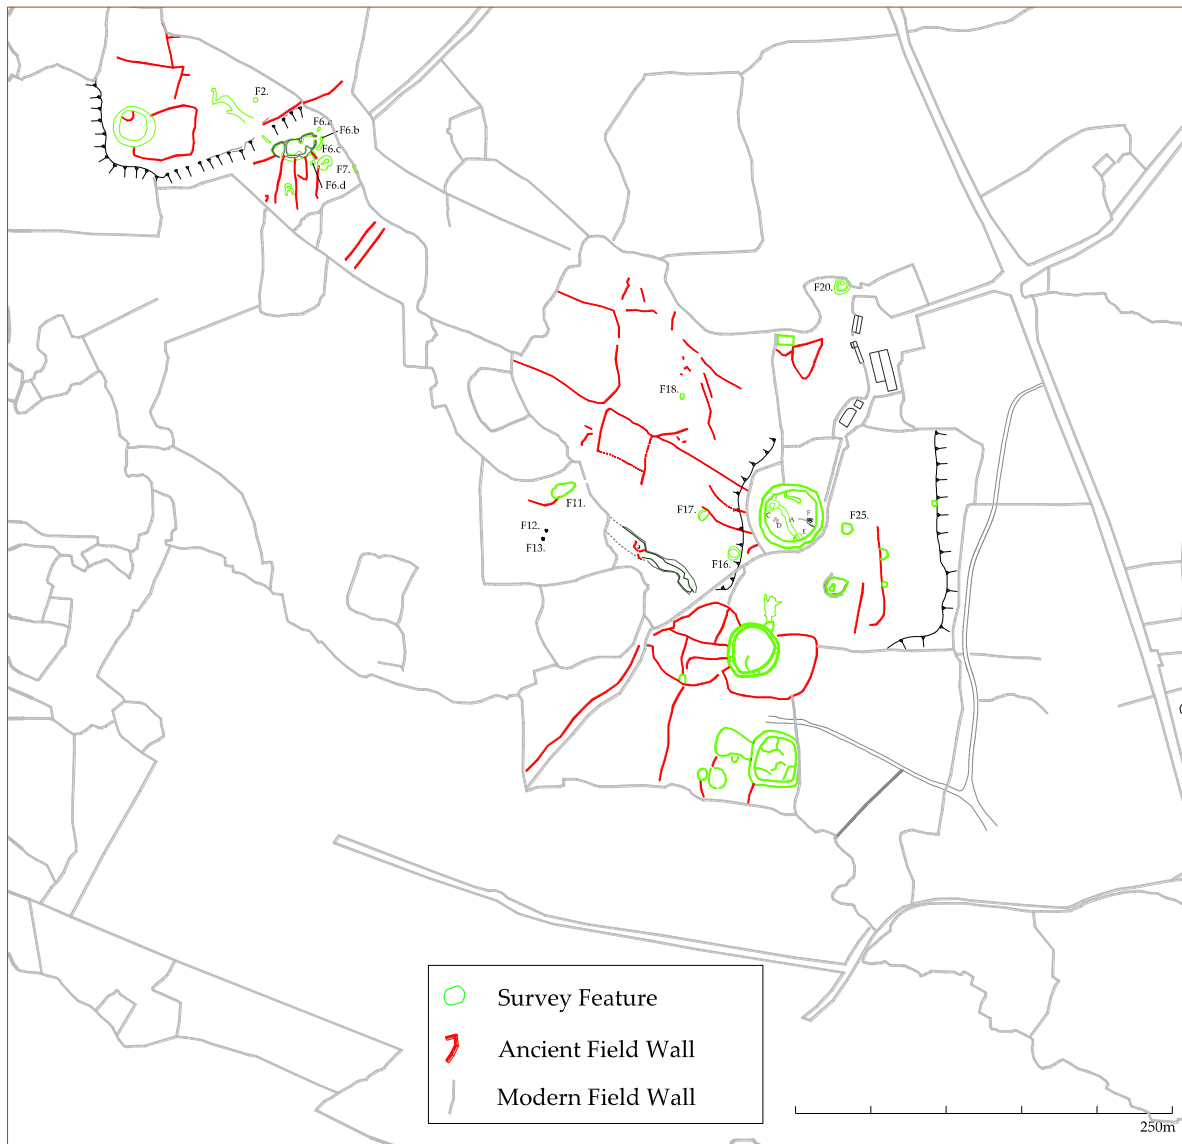 F2.
F6.b
F6.c
F7.
F6.d
F20.
F18.
F11.
F17.
F25.
F12.
F13.
F16.
C
B
A
F
D
E
Survey Feature
Ancient Field Wall
Modern Field Wall
250m